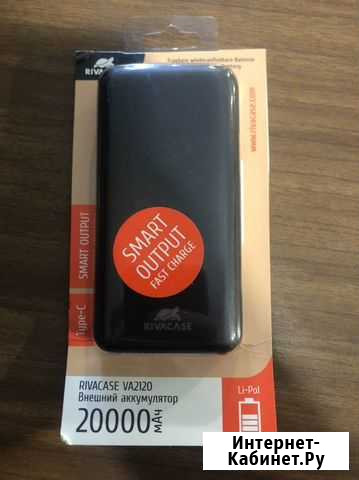 RIVACASE
www.rivacase.com
Type-C
SMART OUTPUT
SMART
OUTPUT
FAST CHARGE
RIVACASE
RIVACASE VA2120
Внешний аккумулятор
20000 мАч
Li-Pol
Интернет-
Кабинет.Ру